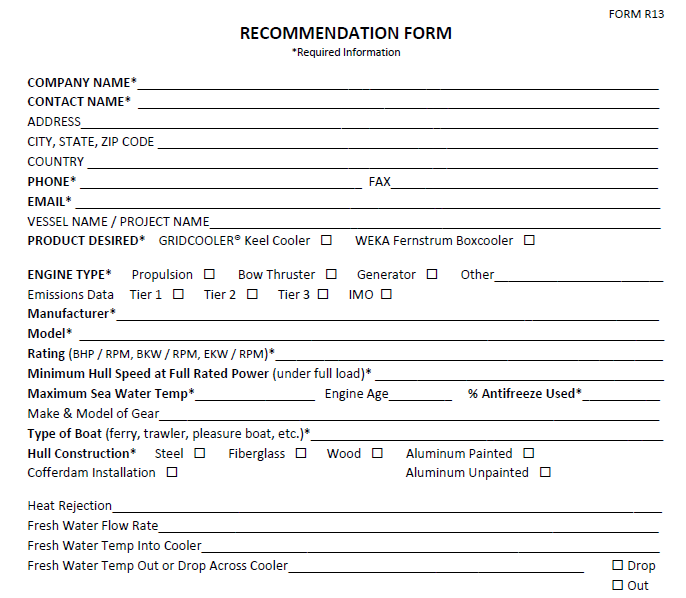 FORM R13
RECOMMENDATION FORM
*Required Information
COMPANY NAME*
CONTACT NAME*
ADDRESS
CITY, STATE, ZIP CODE
COUNTRY
PHONE* FAX
EMAIL*
VESSEL NAME / PROJECT NAME
PRODUCT DESIRED* GRIDCOOLER® Keel Cooler ☐ WEKA Fernstrum Boxcooler ☐
ENGINE TYPE* Propulsion ☐ Bow Thruster ☐ Generator ☐ Other
Emissions Data Tier 1 ☐ Tier 2 ☐ Tier 3 ☐ IMO ☐
Manufacturer*
Model*
Rating (BHP / RPM, BKW / RPM, EKW / RPM)*
Minimum Hull Speed at Full Rated Power (under full load)*
Maximum Sea Water Temp* Engine Age % Antifreeze Used*
Make & Model of Gear
Type of Boat (ferry, trawler, pleasure boat, etc.)*
Hull Construction* Steel ☐ Fiberglass ☐ Wood ☐ Aluminum Painted ☐
Cofferdam Installation ☐ Aluminum Unpainted ☐
Heat Rejection
Fresh Water Flow Rate
Fresh Water Temp Into Cooler
Fresh Water Temp Out or Drop Across Cooler ☐ Drop
☐ Out